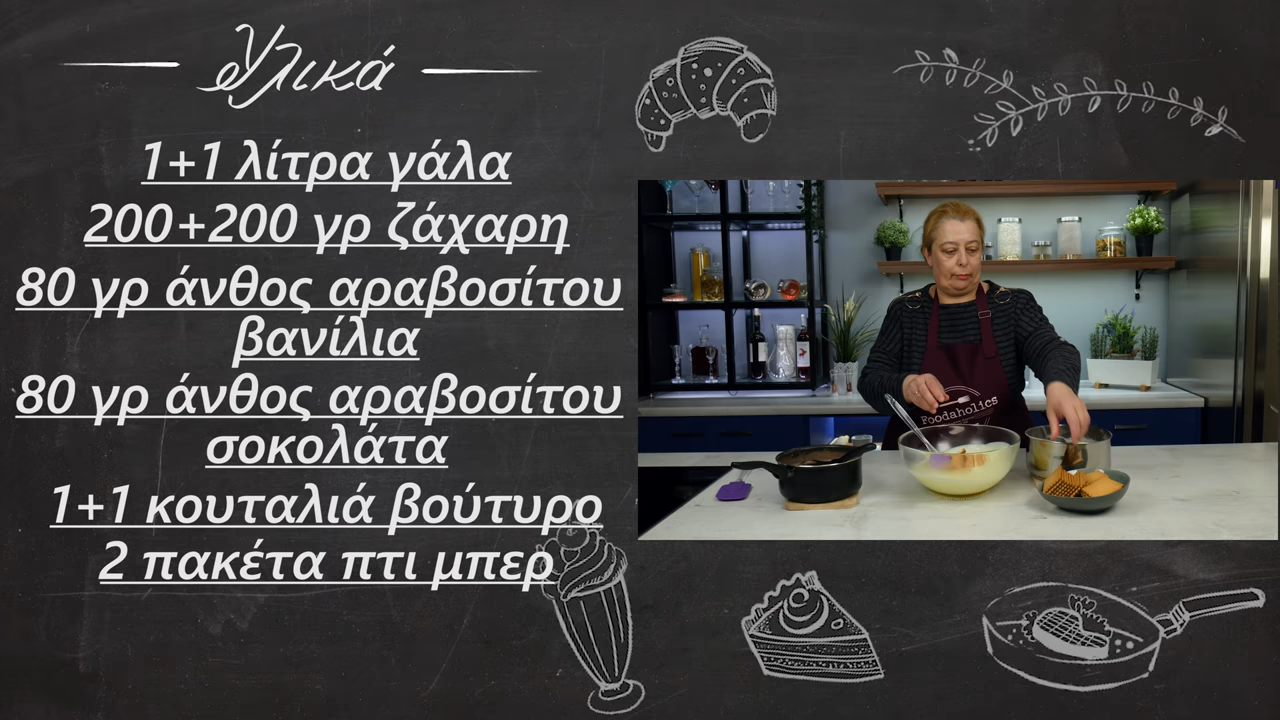 Υλικά
1+1 λίτρα γάλα
200+200 γρ ζάχαρη
80 γρ άνθος αραβοσίτου
βανίλια
80 γρ άνθος αραβοσίτου
σοκολάτα
1+1 κουταλιά βούτυρο
2 πακέτα πτι μπερ
Foodaholics